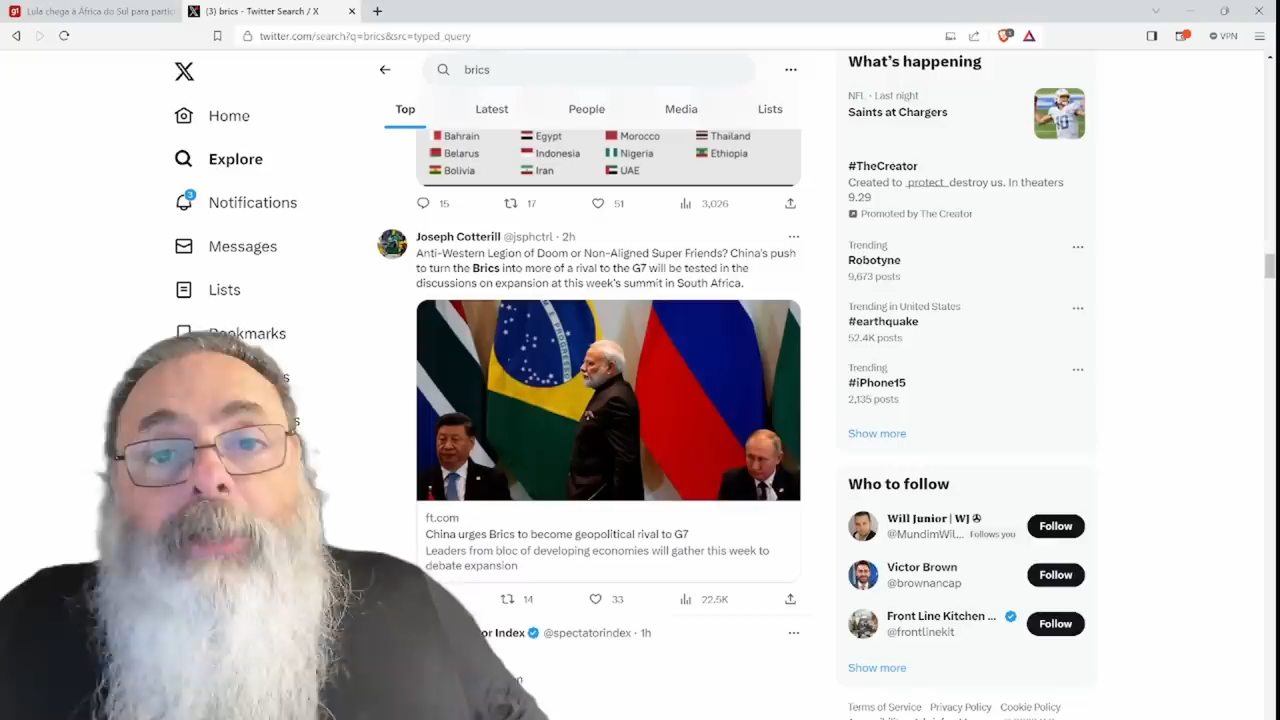 Lula chega à África do Sul para partic
(3) brics - Twitter Search / X
twitter.com/search?q=brics&src=typed_query
VPN
brics
Top
Latest
People
Media
Lists
Home
Explore
3
Notifications
Messages
Lists
Bookmarks
Bahrain
Egypt
Morocco
Thailand
Belarus
Indonesia
Nigeria
Ethiopia
Bolivia
Iran
UAE
15
17
51
3,026
Joseph Cotterill @jsphctrl · 2h
Anti-Western Legion of Doom or Non-Aligned Super Friends? China's push
to turn the Brics into more of a rival to the G7 will be tested in the
discussions on expansion at this week's summit in South Africa.
ft.com
China urges Brics to become geopolitical rival to G7
Leaders from bloc of developing economies will gather this week to
debate expansion
14
33
22.5K
or Index @spectatorindex · 1h
What's happening
NFL · Last night
Saints at Chargers
#TheCreator
Created to _protect_destroy us. In theaters
9.29
Promoted by The Creator
Trending
Robotyne
9,673 posts
Trending in United States
#earthquake
52.4K posts
Trending
#iPhone15
2,135 posts
Show more
Who to follow
Will Junior | WJ
@MundimWil... Follows you
Follow
Victor Brown
@brownancap
Follow
Front Line Kitchen ...
@frontlinekit
Follow
Show more
Terms of Service Privacy Policy Cookie Policy